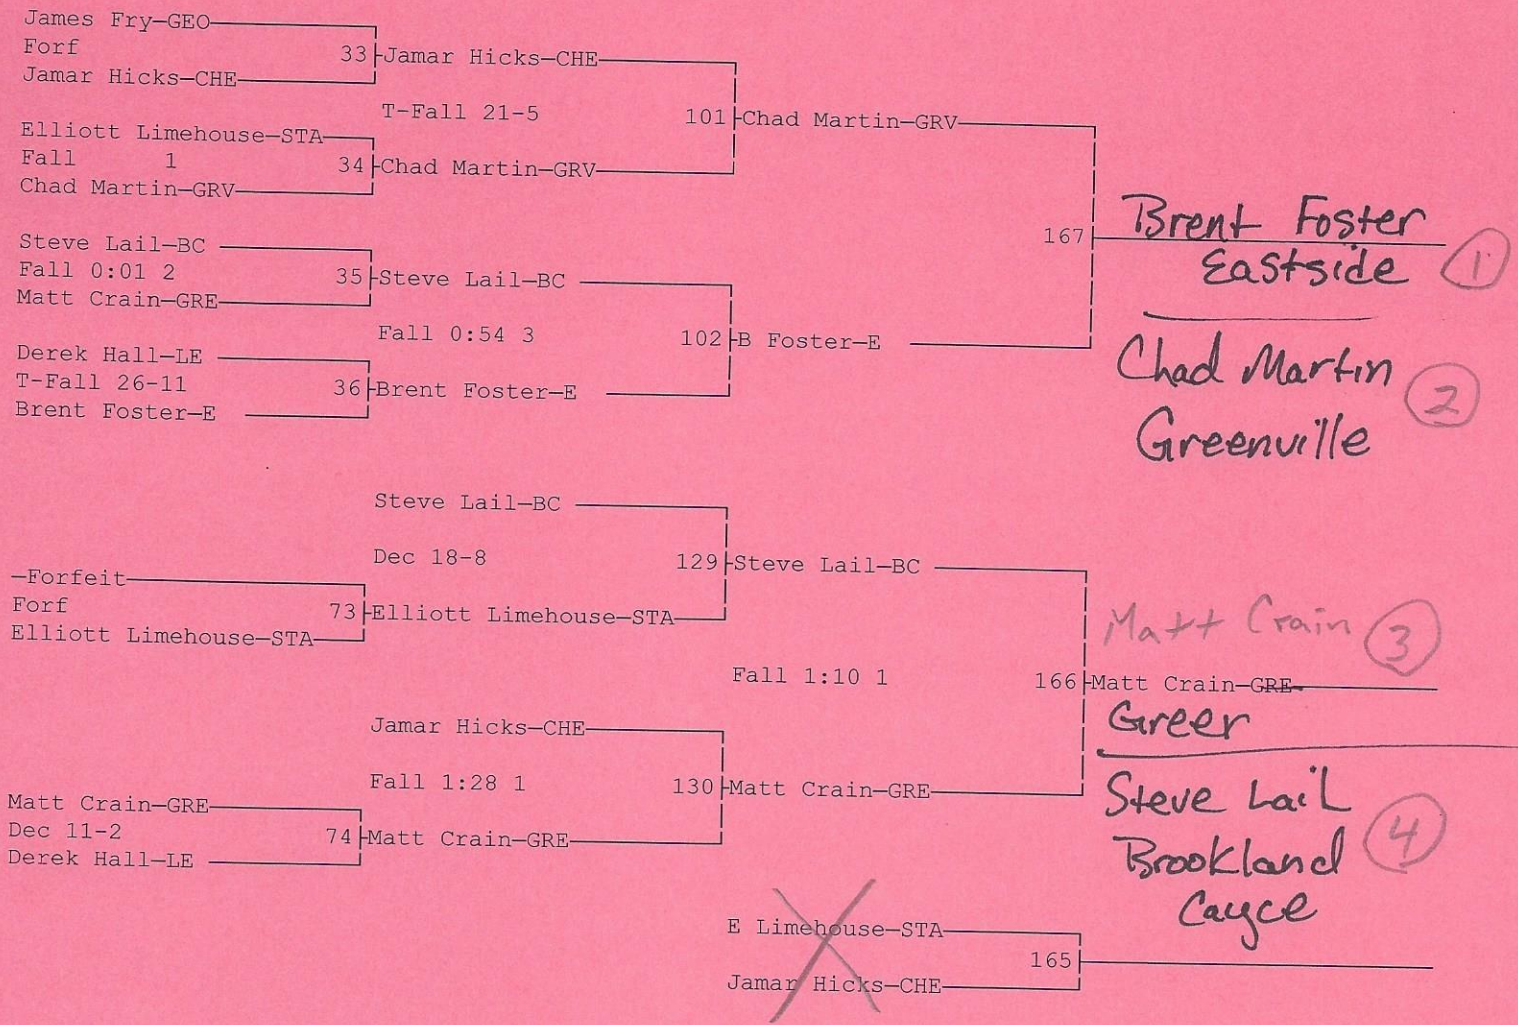 James Fry—GEO
Forf 33 Jamar Hicks—CHE
Jamar Hicks—CHE
T-Fall 21-5 101 Chad Martin—GRV
Elliott Limehouse—STA
Fall 1 34 Chad Martin—GRV
Chad Martin—GRV
167 Brent Foster
Eastside 1
Steve Lail—BC
Fall 0:01 2 35 Steve Lail—BC
Matt Crain—GRE
Fall 0:54 3 102 B Foster—E
Derek Hall—LE
T-Fall 26-11 36 Brent Foster—E
Brent Foster—E
Chad Martin 2
Greenville
Steve Lail—BC
Dec 18-8 129 Steve Lail—BC
—Forfeit
Forf 73 Elliott Limehouse—STA
Elliott Limehouse—STA
Matt Crain 3
Fall 1:10 1 166 Matt Crain—GRE
Greer
Jamar Hicks—CHE
Fall 1:28 1 130 Matt Crain—GRE
Matt Crain—GRE
Dec 11-2 74 Matt Crain—GRE
Derek Hall—LE
Steve Lail
Brookland 4
Cayce
E Limehouse—STA
165
Jamar Hicks—CHE